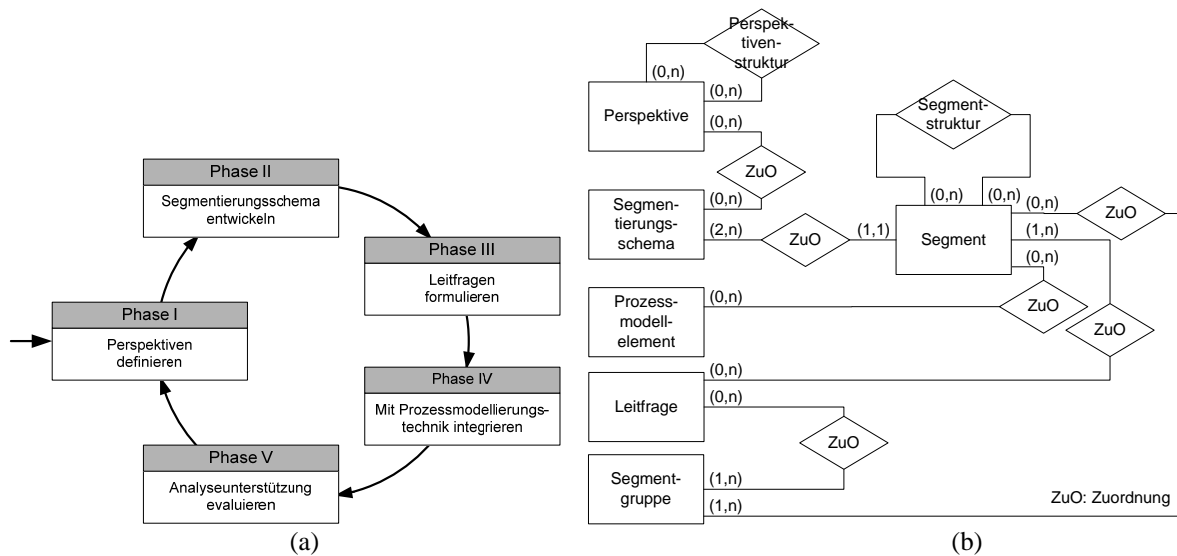 Phase II
Segmentierungsschema
entwickeln
Phase III
Leitfragen
formulieren
Phase I
Perspektiven
definieren
Phase IV
Mit Prozessmodellierungs-
technik integrieren
Phase V
Analyseunterstützung
evaluieren
(a)
Perspek-
tiven-
struktur
(0,n)
(0,n)
Perspektive
(0,n)
ZuO
Segment-
struktur
(0,n)
Segmen-
tierungs-
schema
(2,n)
ZuO
(1,1)
(0,n)
(0,n)
(0,n)
ZuO
Segment
(1,n)
(0,n)
Prozess-
modell-
element
(0,n)
ZuO
ZuO
(0,n)
Leitfrage
(0,n)
ZuO
Segment-
gruppe
(1,n)
(1,n)
ZuO: Zuordnung
(b)